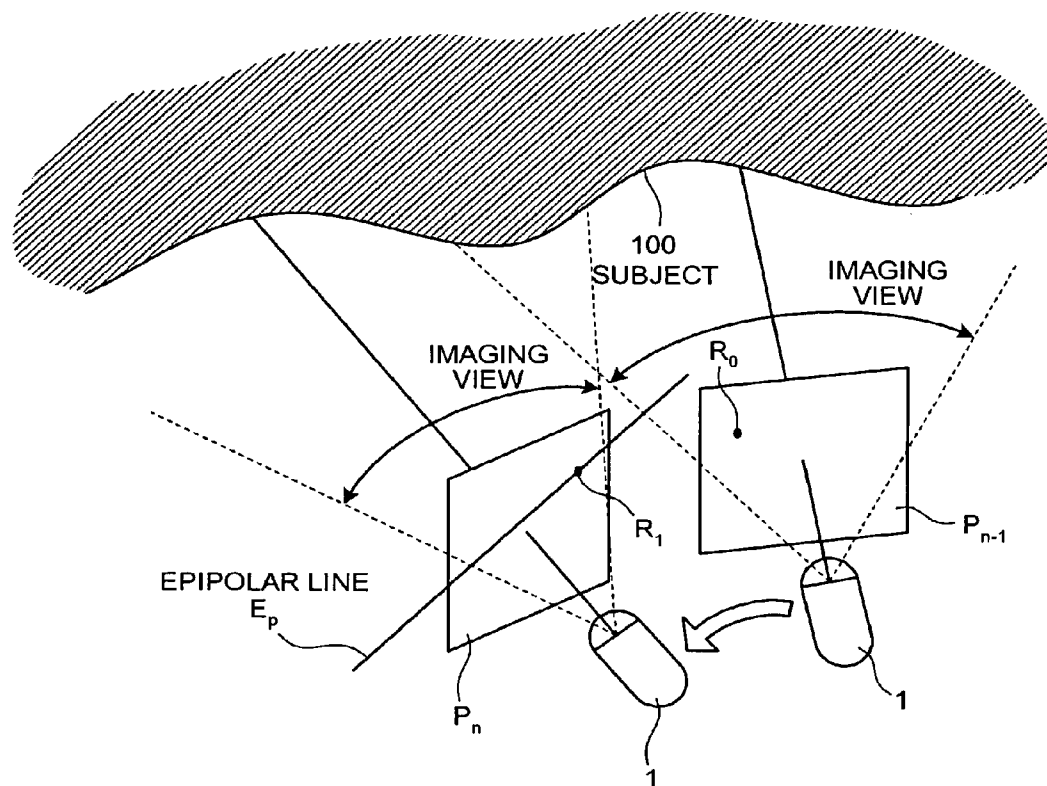 100
SUBJECT
IMAGING
VIEW
IMAGING
VIEW
R0
R1
Pn-1
EPIPOLAR LINE
Ep
Pn
1
1